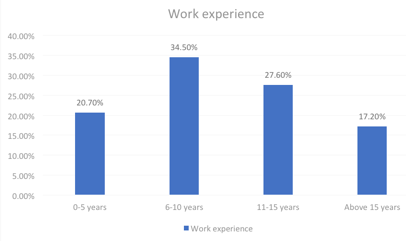 Work experience
40.00%
35.00%
30.00%
25.00%
20.00%
15.00%
10.00%
5.00%
0.00%
20.70%
34.50%
27.60%
17.20%
0-5 years
6-10 years
11-15 years
Above 15 years
Work experience